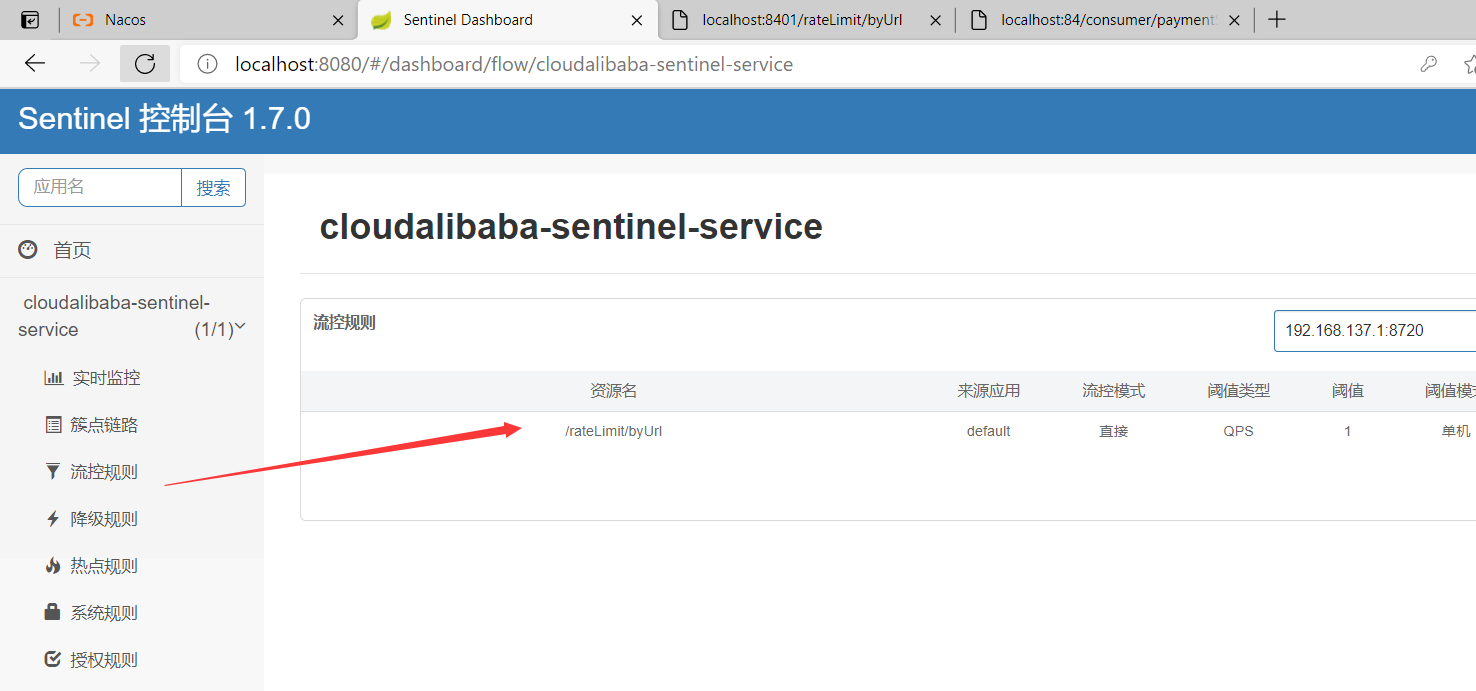 Nacos
Sentinel Dashboard
localhost:8401/rateLimit/byUrl
localhost:84/consumer/payment
localhost:8080/#/dashboard/flow/cloudalibaba-sentinel-service
Sentinel 控制台 1.7.0
应用名
搜索
首页
cloudalibaba-sentinel-
service (1/1)
实时监控
簇点链路
流控规则
降级规则
热点规则
系统规则
授权规则
cloudalibaba-sentinel-service
流控规则
192.168.137.1:8720
资源名 来源应用 流控模式 阈值类型 阈值 阈值模式
/rateLimit/byUrl default 直接 QPS 1 单机